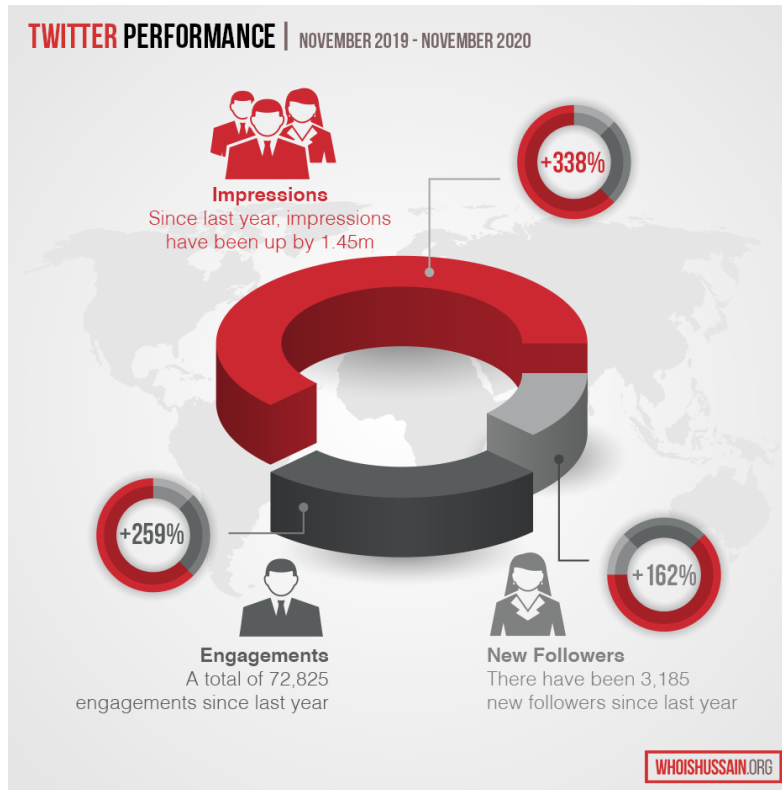 TWITTER PERFORMANCE | NOVEMBER 2019 - NOVEMBER 2020
+338%
Impressions
Since last year, impressions
have been up by 1.45m
+259%
Engagements
A total of 72,825
engagements since last year
+162%
New Followers
There have been 3,185
new followers since last year
WHOISHUSSAIN.ORG